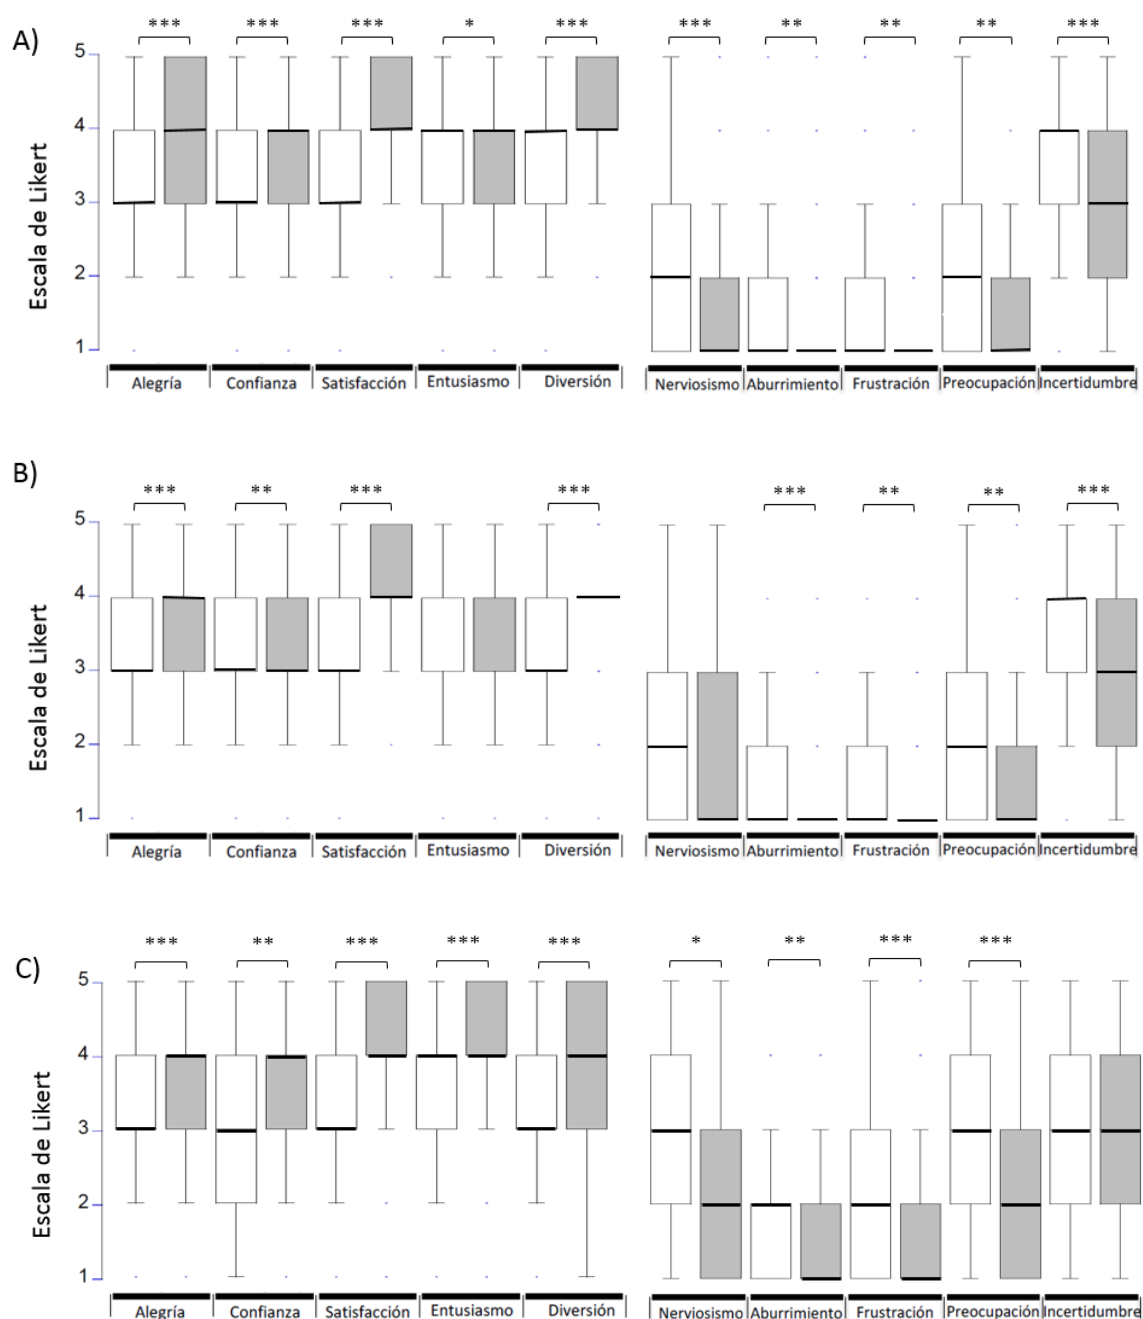 A)
*** *** *** * *** *** ** ** ** ***
Escala de Likert
5
4
3
2
1
Alegría Confianza Satisfacción Entusiasmo Diversión Nerviosismo Aburrimiento Frustración Preocupación Incertidumbre
B)
*** ** *** *** *** ** ** ***
Escala de Likert
5
4
3
2
1
Alegría Confianza Satisfacción Entusiasmo Diversión Nerviosismo Aburrimiento Frustración Preocupación Incertidumbre
C)
*** ** *** *** *** * ** *** ***
Escala de Likert
5
4
3
2
1
Alegría Confianza Satisfacción Entusiasmo Diversión Nerviosismo Aburrimiento Frustración Preocupación Incertidumbre